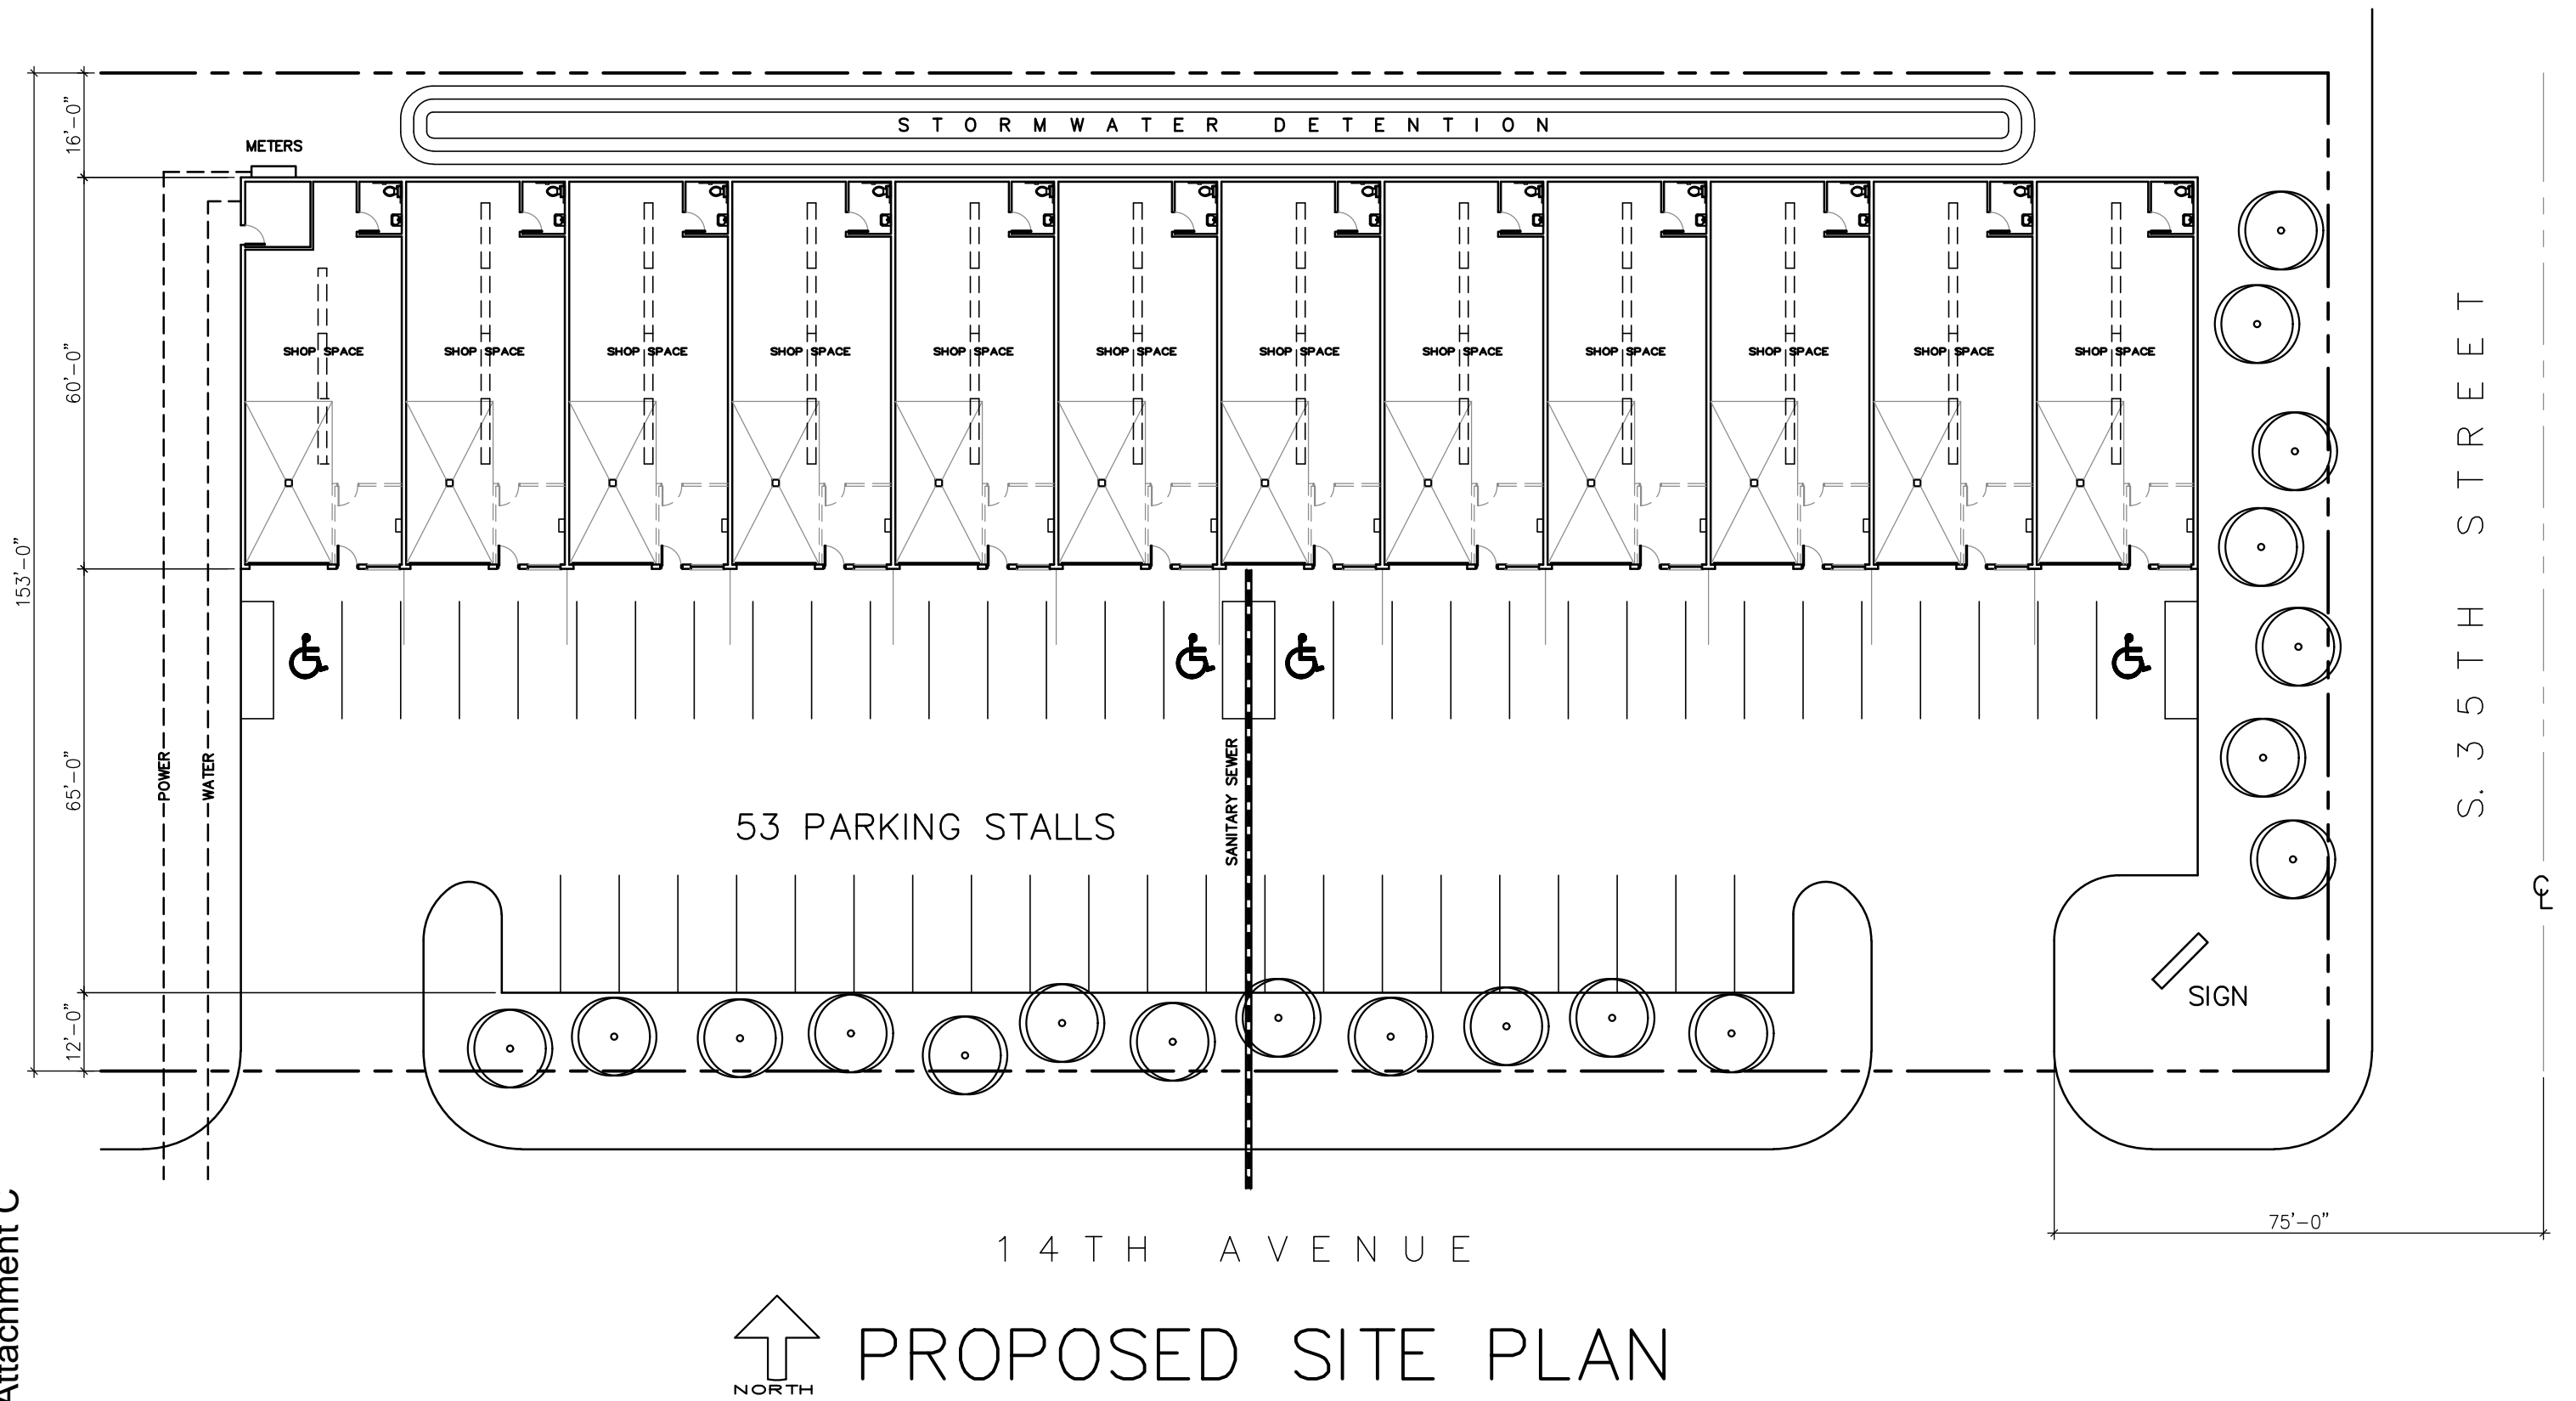 STORMWATER DETENTION
16'-0"
METERS
SHOP SPACE
SHOP SPACE
SHOP SPACE
SHOP SPACE
SHOP SPACE
SHOP SPACE
SHOP SPACE
SHOP SPACE
SHOP SPACE
SHOP SPACE
SHOP SPACE
SHOP SPACE
60'-0"
153'-0"
S. 35TH STREET
65'-0"
POWER
WATER
SANITARY SEWER
53 PARKING STALLS
CL
SIGN
12'-0"
75'-0"
Attachment C
14TH AVENUE
NORTH
PROPOSED SITE PLAN